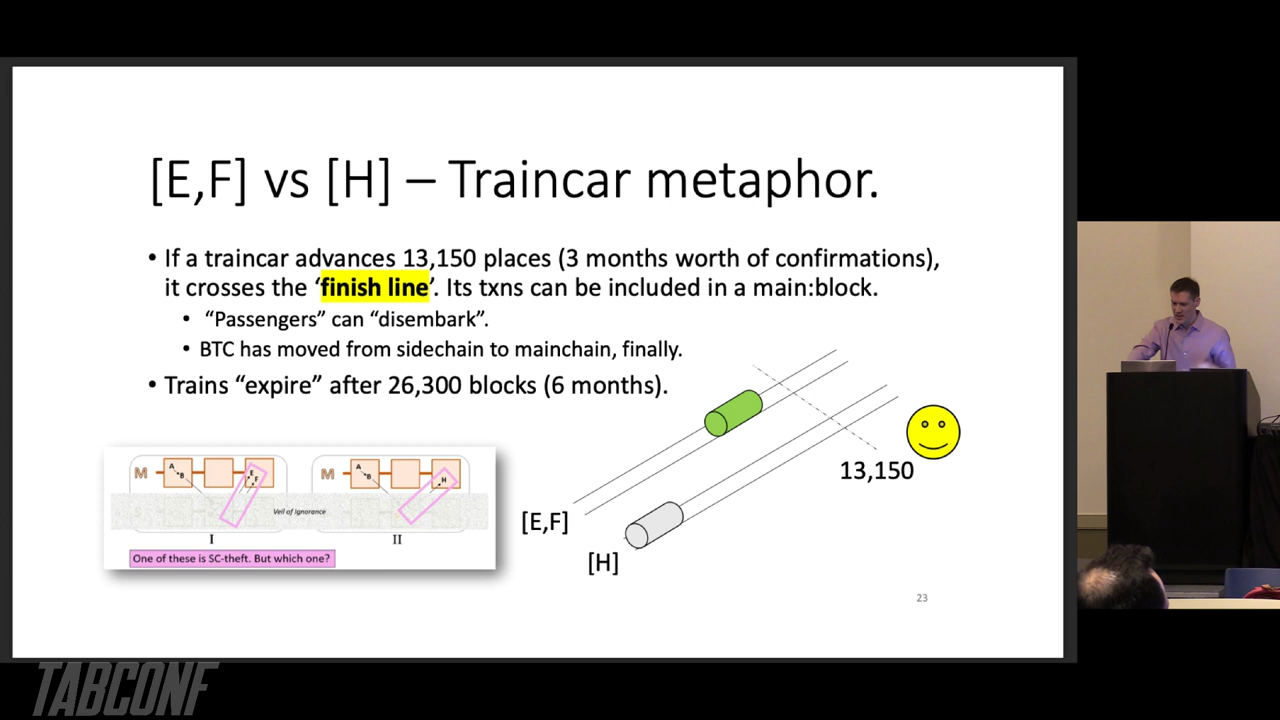 [E,F] vs [H] – Traincar metaphor.
• If a traincar advances 13,150 places (3 months worth of confirmations),
it crosses the ‘finish line’. Its txns can be included in a main:block.
• “Passengers” can “disembark”.
• BTC has moved from sidechain to mainchain, finally.
• Trains “expire” after 26,300 blocks (6 months).
M
A
B
E
F
M
A
B
H
Veil of Ignorance
I
II
One of these is SC-theft. But which one?
13,150
[E,F]
[H]
23
TABCONF